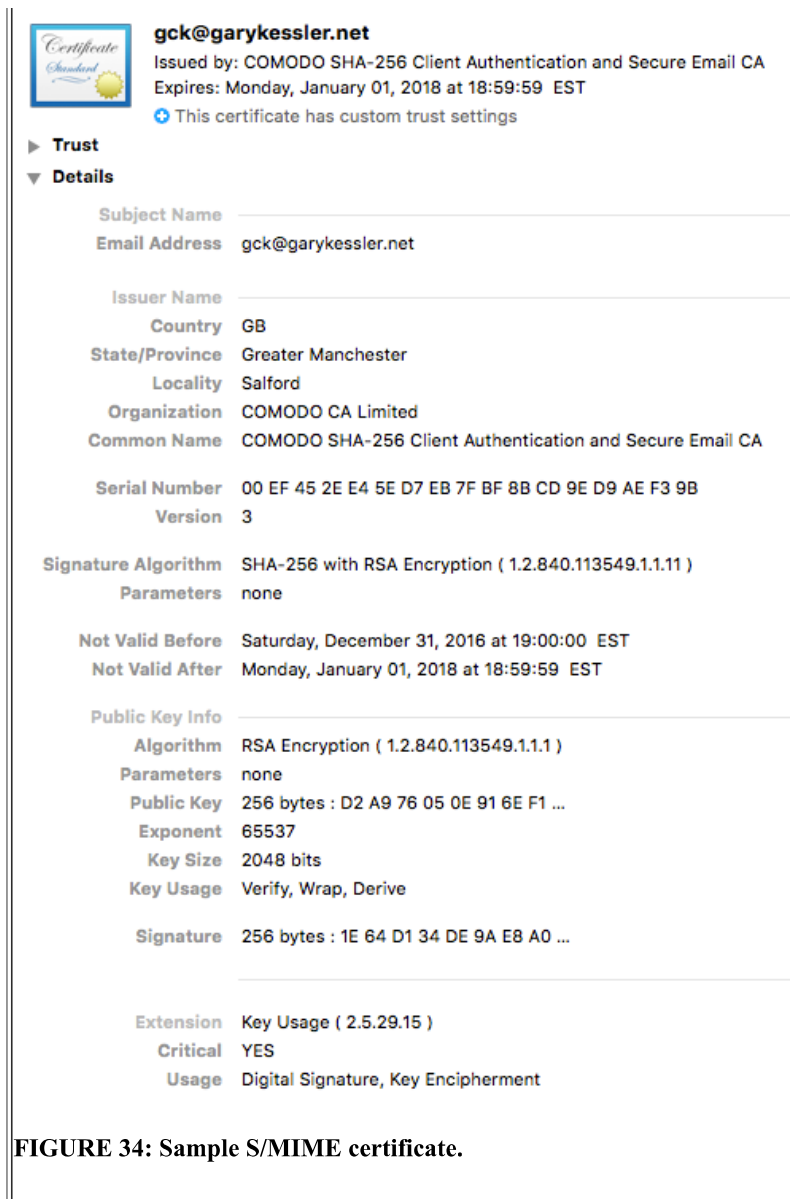 Certificate
Standard
gck@garykessler.net
Issued by: COMODO SHA-256 Client Authentication and Secure Email CA
Expires: Monday, January 01, 2018 at 18:59:59 EST
This certificate has custom trust settings
Trust
Details
Subject Name
Email Address gck@garykessler.net
Issuer Name
Country GB
State/Province Greater Manchester
Locality Salford
Organization COMODO CA Limited
Common Name COMODO SHA-256 Client Authentication and Secure Email CA
Serial Number 00 EF 45 2E E4 5E D7 EB 7F BF 8B CD 9E D9 AE F3 9B
Version 3
Signature Algorithm SHA-256 with RSA Encryption ( 1.2.840.113549.1.1.11 )
Parameters none
Not Valid Before Saturday, December 31, 2016 at 19:00:00 EST
Not Valid After Monday, January 01, 2018 at 18:59:59 EST
Public Key Info
Algorithm RSA Encryption ( 1.2.840.113549.1.1.1 )
Parameters none
Public Key 256 bytes : D2 A9 76 05 0E 91 6E F1 ...
Exponent 65537
Key Size 2048 bits
Key Usage Verify, Wrap, Derive
Signature 256 bytes : 1E 64 D1 34 DE 9A E8 A0 ...
Extension Key Usage ( 2.5.29.15 )
Critical YES
Usage Digital Signature, Key Encipherment
FIGURE 34: Sample S/MIME certificate.